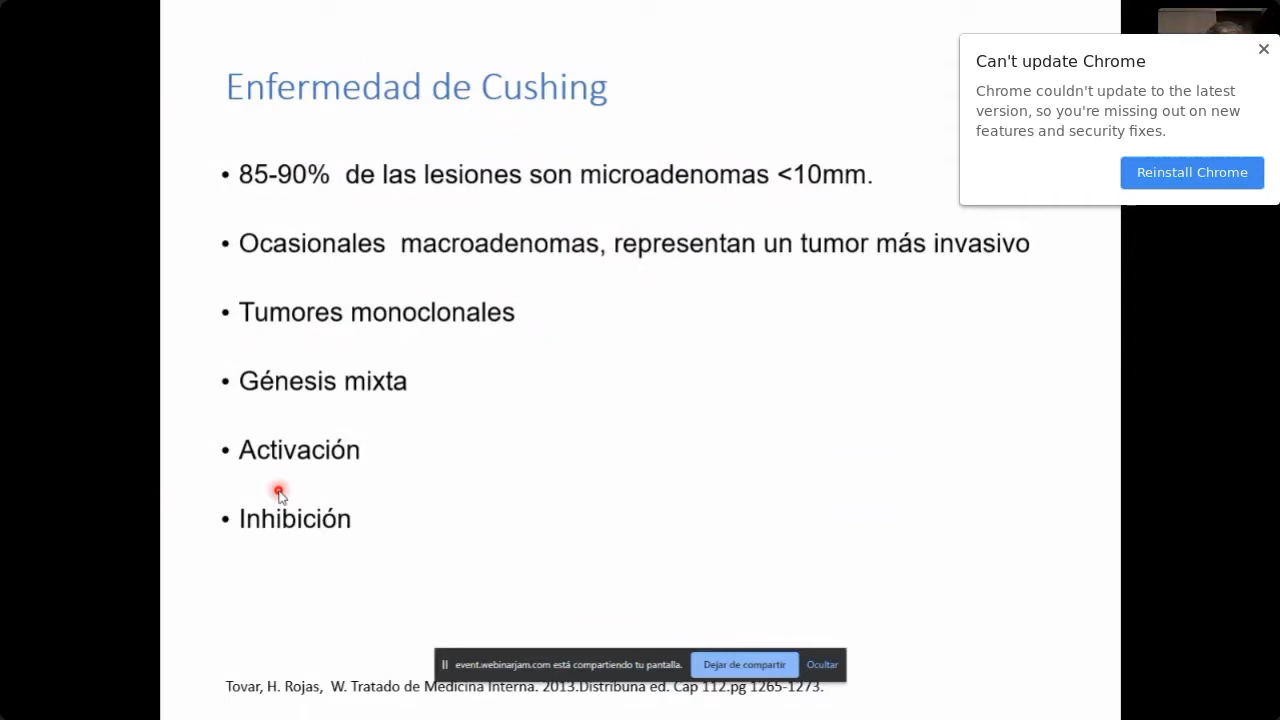 Enfermedad de Cushing
• 85-90%  de las lesiones son microadenomas <10mm.
• Ocasionales  macroadenomas, representan un tumor más invasivo
• Tumores monoclonales
• Génesis mixta
• Activación
• Inhibición
Can't update Chrome
Chrome couldn't update to the latest
version, so you're missing out on new
features and security fixes.
Reinstall Chrome
event.webinarjam.com está compartiendo tu pantalla. Dejar de compartir Ocultar
Tovar, H. Rojas,  W. Tratado de Medicina Interna. 2013.Distribuna ed. Cap 112.pg 1265-1273.